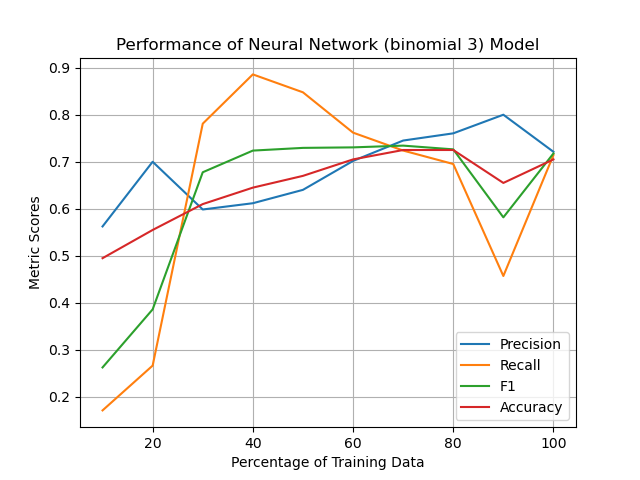 Performance of Neural Network (binomial 3) Model
Metric Scores
0.9
0.8
0.7
0.6
0.5
0.4
0.3
0.2
Precision
Recall
F1
Accuracy
20 40 60 80 100
Percentage of Training Data